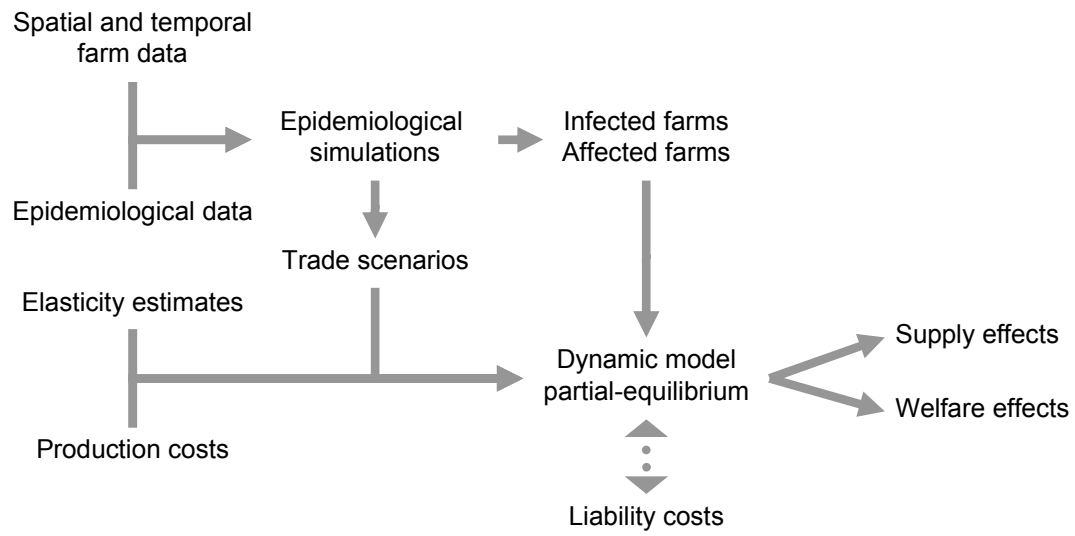 Spatial and temporal
farm data
Epidemiological
simulations
Infected farms
Affected farms
Epidemiological data
Trade scenarios
Elasticity estimates
Supply effects
Dynamic model
partial-equilibrium
Welfare effects
Production costs
Liability costs